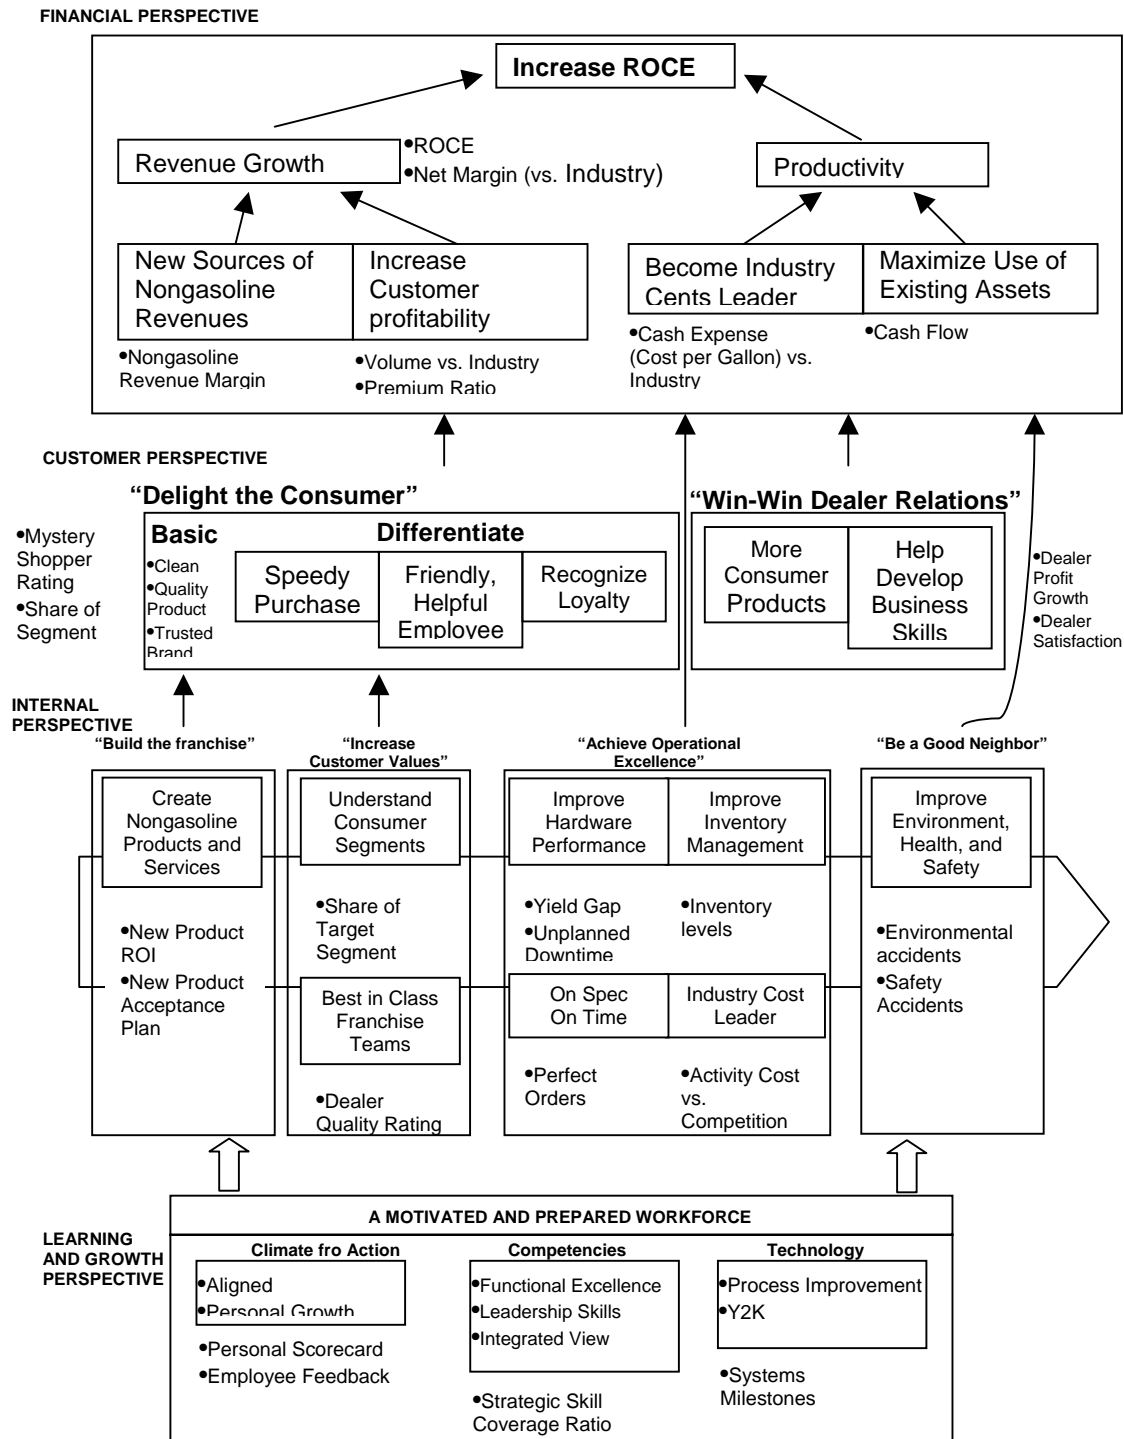 FINANCIAL PERSPECTIVE
Increase ROCE
Revenue Growth
•ROCE
•Net Margin (vs. Industry)
Productivity
New Sources of
Nongasoline
Revenues
Increase
Customer
profitability
Become Industry
Cents Leader
Maximize Use of
Existing Assets
•Nongasoline
Revenue Margin
•Volume vs. Industry
•Premium Ratio
•Cash Expense
(Cost per Gallon) vs.
Industry
•Cash Flow
CUSTOMER PERSPECTIVE
“Delight the Consumer”
“Win-Win Dealer Relations”
•Mystery
Shopper
Rating
•Share of
Segment
Basic
•Clean
•Quality
Product
•Trusted
Brand
Differentiate
Speedy
Purchase
Friendly,
Helpful
Employee
Recognize
Loyalty
More
Consumer
Products
Help
Develop
Business
Skills
•Dealer
Profit
Growth
•Dealer
Satisfaction
INTERNAL
PERSPECTIVE
“Build the franchise”
“Increase
Customer Values”
“Achieve Operational
Excellence”
“Be a Good Neighbor”
Create
Nongasoline
Products and
Services
•New Product
ROI
•New Product
Acceptance
Plan
Understand
Consumer
Segments
•Share of
Target
Segment
Best in Class
Franchise
Teams
•Dealer
Quality Rating
Improve
Hardware
Performance
Improve
Inventory
Management
•Yield Gap
•Unplanned
Downtime
•Inventory
levels
On Spec
On Time
Industry Cost
Leader
•Perfect
Orders
•Activity Cost
vs.
Competition
Improve
Environment,
Health, and
Safety
•Environmental
accidents
•Safety
Accidents
LEARNING
AND GROWTH
PERSPECTIVE
A MOTIVATED AND PREPARED WORKFORCE
Climate fro Action
•Aligned
•Personal Growth
•Personal Scorecard
•Employee Feedback
Competencies
•Functional Excellence
•Leadership Skills
•Integrated View
•Strategic Skill
Coverage Ratio
Technology
•Process Improvement
•Y2K
•Systems
Milestones